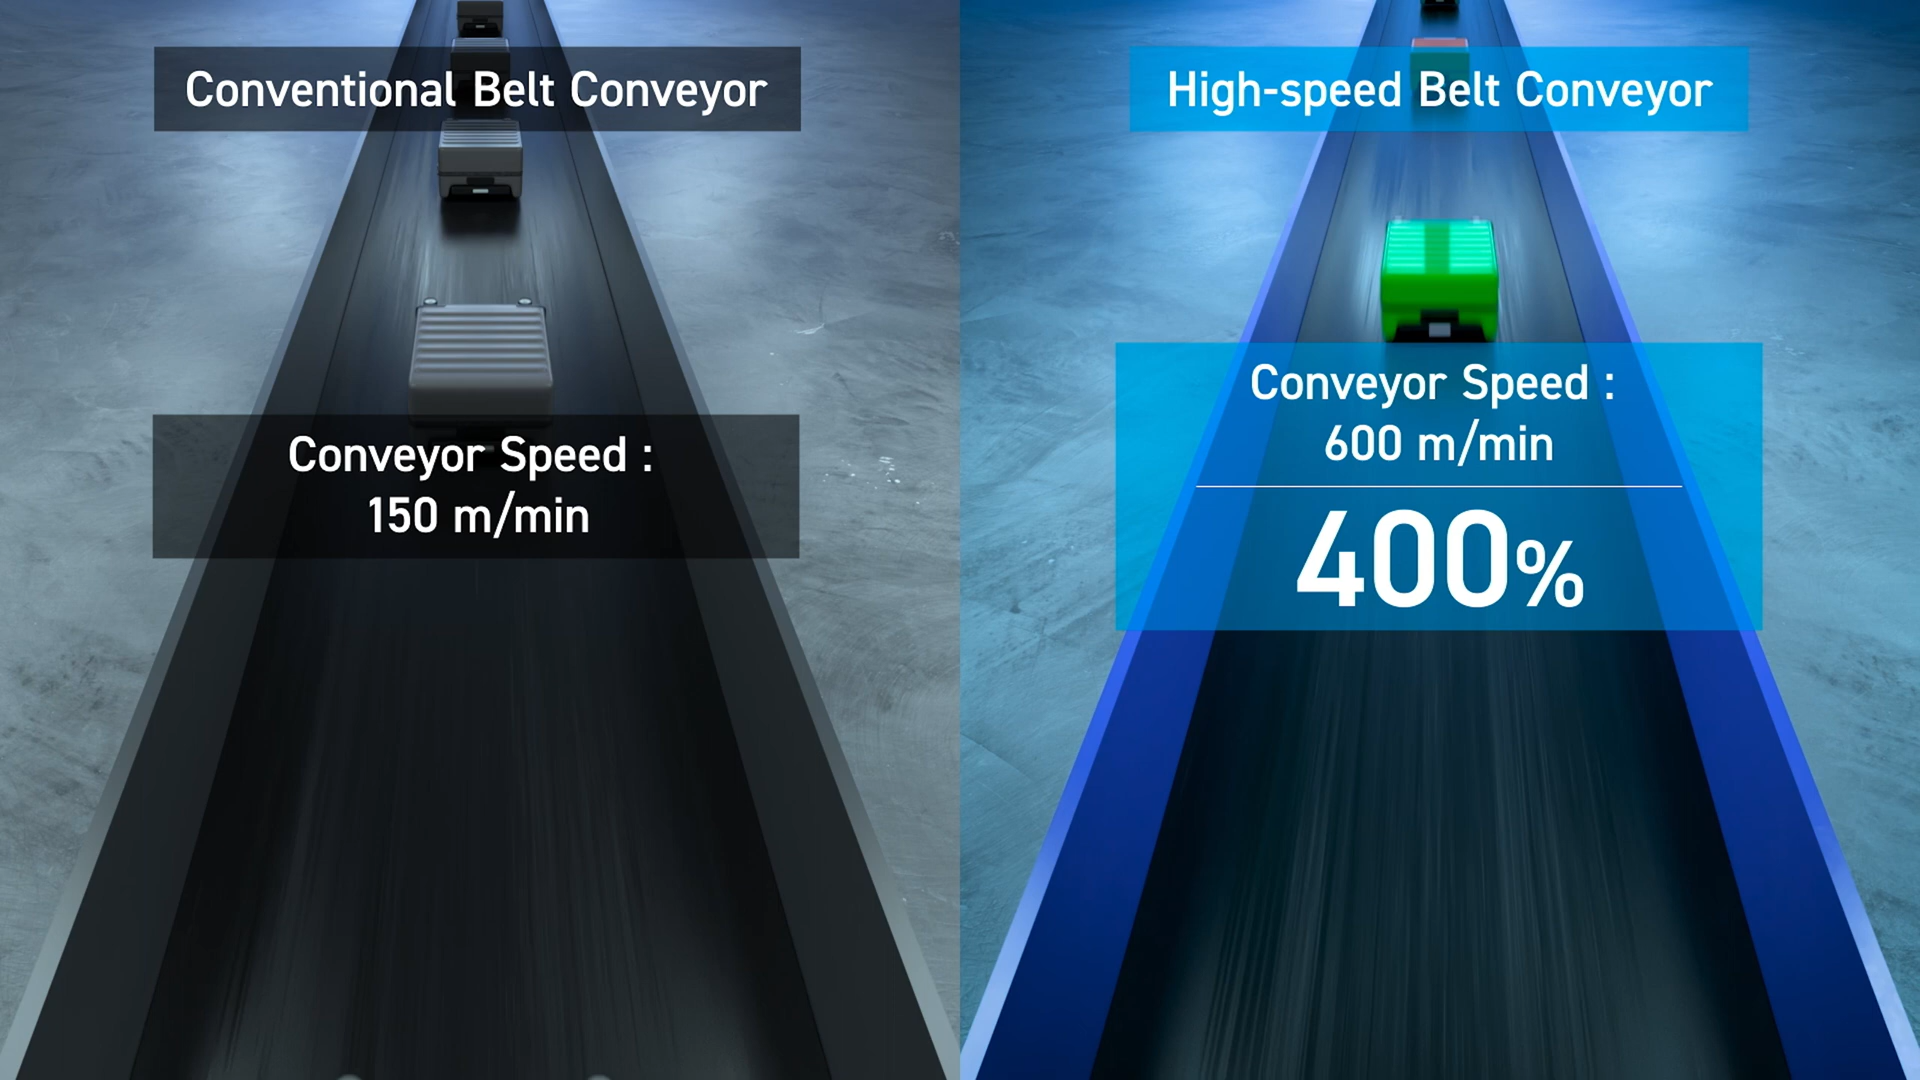 Conventional Belt Conveyor
Conveyor Speed :
150 m/min
High-speed Belt Conveyor
Conveyor Speed :
600 m/min
400%